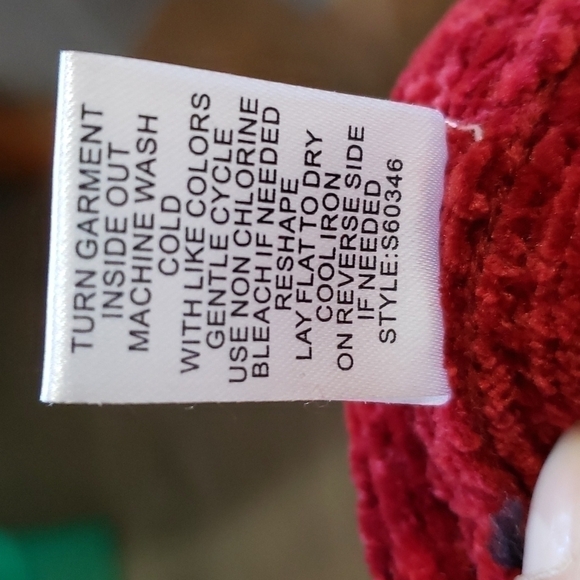 TURN GARMENT
INSIDE OUT
MACHINE WASH
COLD
WITH LIKE COLORS
GENTLE CYCLE
USE NON CHLORINE
BLEACH IF NEEDED
RESHAPE
LAY FLAT TO DRY
COOL IRON
ON REVERSE SIDE
IF NEEDED
STYLE:S60346